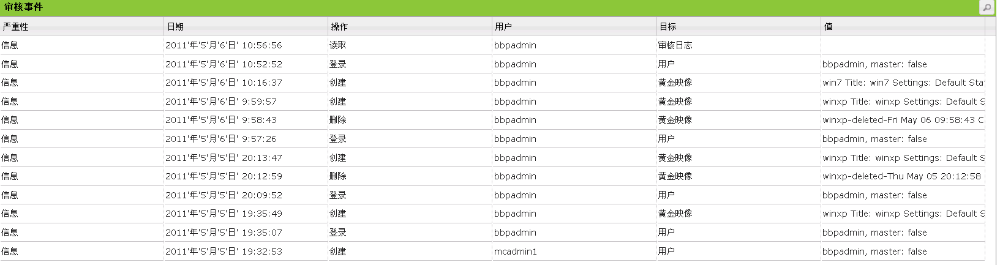 审核事件
严重性 日期 操作 用户 目标 值
信息 2011'年'5'月'6'日' 10:56:56 读取 bbpadmin 审核日志
信息 2011'年'5'月'6'日' 10:52:52 登录 bbpadmin 用户 bbpadmin, master: false
信息 2011'年'5'月'6'日' 10:16:37 创建 bbpadmin 黄金映像 win7 Title: win7 Settings: Default Sta
信息 2011'年'5'月'6'日' 9:59:57 创建 bbpadmin 黄金映像 winxp Title: winxp Settings: Default S
信息 2011'年'5'月'6'日' 9:58:43 删除 bbpadmin 黄金映像 winxp-deleted-Fri May 06 09:58:43 C
信息 2011'年'5'月'6'日' 9:57:26 登录 bbpadmin 用户 bbpadmin, master: false
信息 2011'年'5'月'5'日' 20:13:47 创建 bbpadmin 黄金映像 winxp Title: winxp Settings: Default S
信息 2011'年'5'月'5'日' 20:12:59 删除 bbpadmin 黄金映像 winxp-deleted-Thu May 05 20:12:58
信息 2011'年'5'月'5'日' 20:09:52 登录 bbpadmin 用户 bbpadmin, master: false
信息 2011'年'5'月'5'日' 19:35:49 创建 bbpadmin 黄金映像 winxp Title: winxp Settings: Default S
信息 2011'年'5'月'5'日' 19:35:07 登录 bbpadmin 用户 bbpadmin, master: false
信息 2011'年'5'月'5'日' 19:32:53 创建 mcadmin1 用户 bbpadmin, master: false